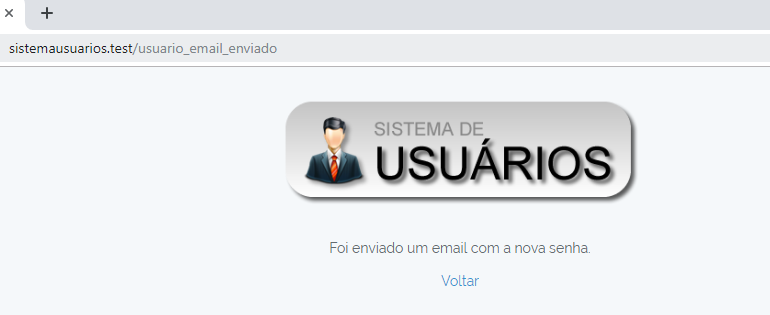 sistemausuarios.test/usuario_email_enviado
SISTEMA DE
USUÁRIOS
Foi enviado um email com a nova senha.
Voltar